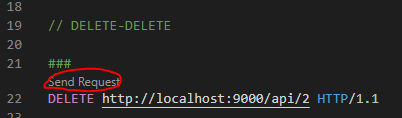 18
19 // DELETE-DELETE
20
21 ###
Send Request
22 DELETE http://localhost:9000/api/2 HTTP/1.1